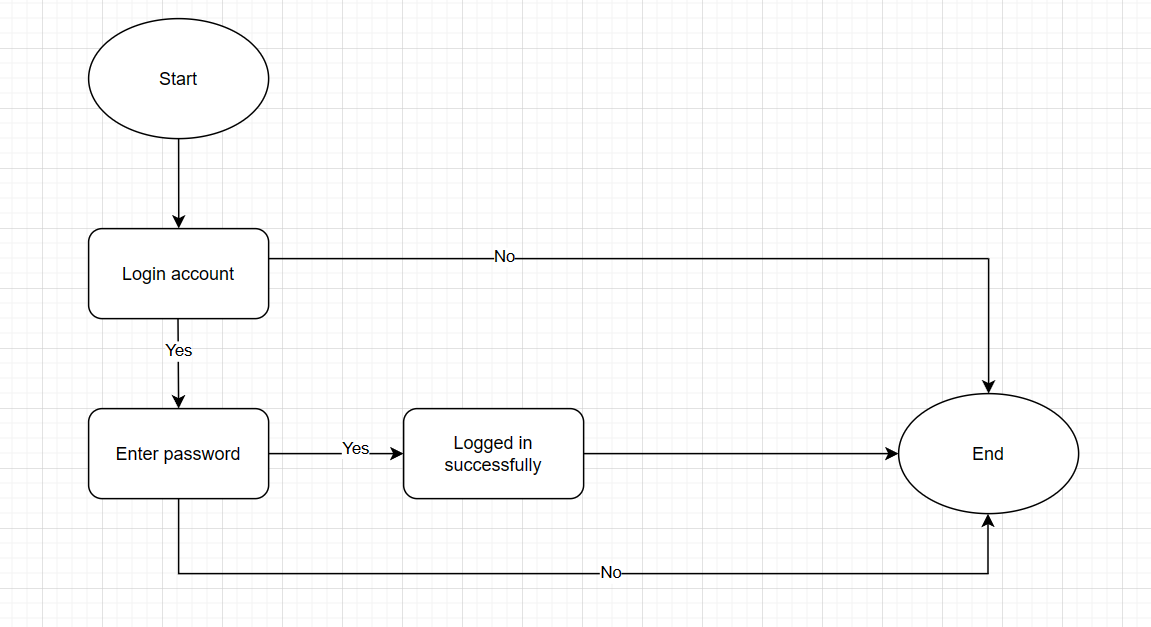 Start
Login account
No
Yes
Enter password
Yes
Logged in
successfully
End
No